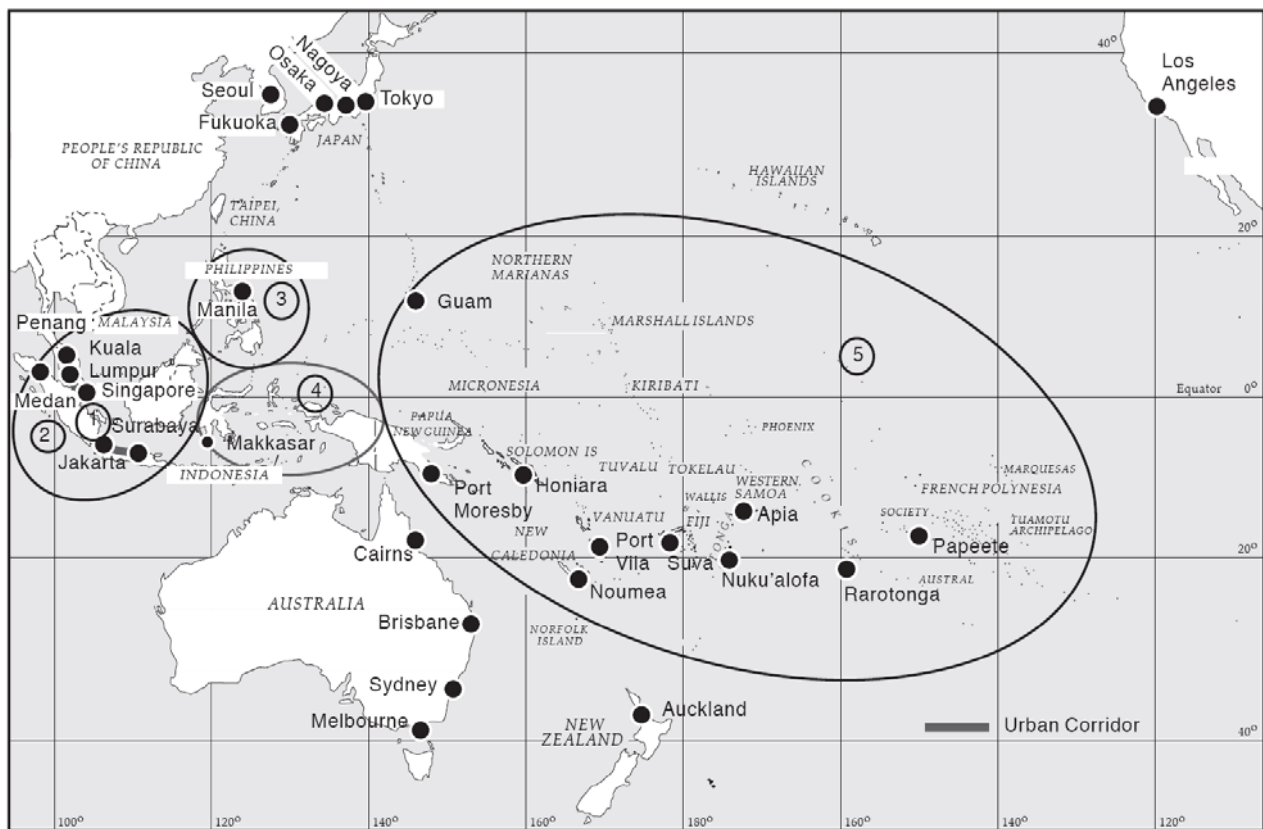 40°
Los
Angeles
Nagoya
Osaka
Seoul
Tokyo
Fukuoka
JAPAN
PEOPLE'S REPUBLIC
OF CHINA
HAWAIIAN
ISLANDS
TAIPEI,
CHINA
20°
NORTHERN
MARIANAS
PHILIPPINES
3
Manila
Guam
Penang
MALAYSIA
MARSHALL ISLANDS
Kuala
Lumpur
5
Medan
Singapore
4
MICRONESIA
KIRIBATI
Equator
0°
1
2
Surabaya
Makkasar
PAPUA
NEW GUINEA
PHOENIX
Jakarta
INDONESIA
SOLOMON IS
TUVALU
TOKELAU
MARQUESAS
Port
Moresby
Honiara
WALLIS
WESTERN
SAMOA
COOK IS
FRENCH POLYNESIA
SOCIETY
TUAMOTU
ARCHIPELAGO
VANUATU
FIJI
TONGA
Apia
NEW
CALEDONIA
Port
Vila
Suva
Papeete
Cairns
20°
Noumea
Nuku'alofa
Rarotonga
AUSTRAL
AUSTRALIA
Brisbane
NORFOLK
ISLAND
Sydney
Auckland
Melbourne
NEW
ZEALAND
Urban Corridor
40°
100°
120°
140°
160°
180°
160°
140°
120°